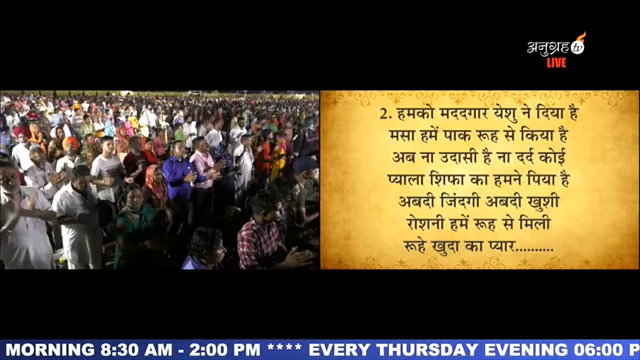 अनुग्रह tv
LIVE
2. हमको मददगार येशु ने दिया है
मसा हमें पाक रूह से किया है
अब ना उदासी है ना दर्द कोई
प्याला शिफा का हमने पिया है
अबदी जिंदगी अबदी खुशी
रोशनी हमें रूह से मिली
रूहे खुदा का प्यार..........
MORNING 8:30 AM - 2:00 PM **** EVERY THURSDAY EVENING 06:00 P